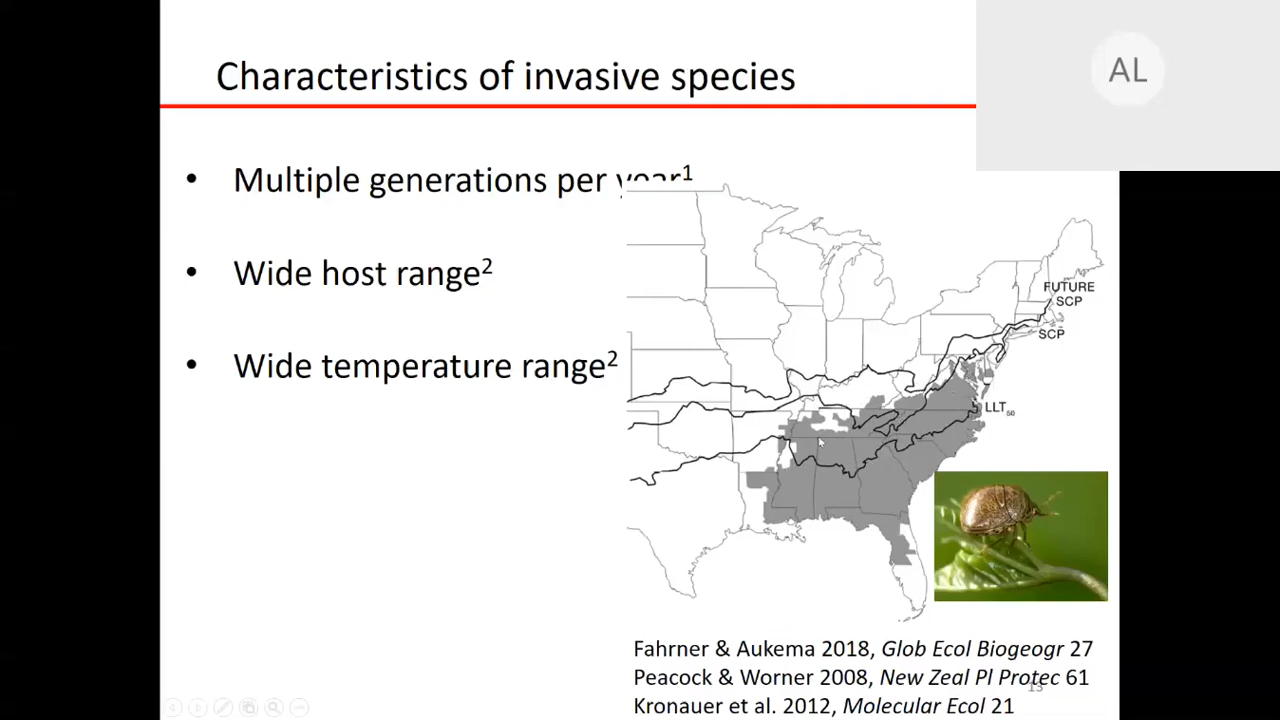 Characteristics of invasive species
AL
• Multiple generations per year¹
• Wide host range²
• Wide temperature range²
FUTURE
SCP
SCP
LLT₅₀
Fahrner & Aukema 2018, Glob Ecol Biogeogr 27
Peacock & Worner 2008, New Zeal Pl Protec 61
13
Kronauer et al. 2012, Molecular Ecol 21